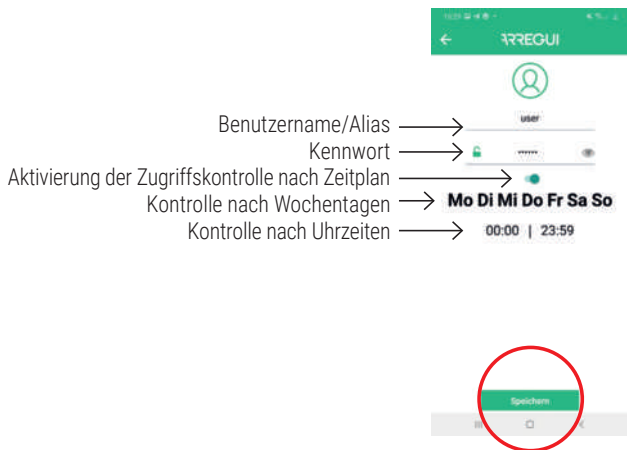 ARREGUI
user
Benutzername/Alias
Kennwort
Aktivierung der Zugriffskontrolle nach Zeitplan
Kontrolle nach Wochentagen
Mo Di Mi Do Fr Sa So
Kontrolle nach Uhrzeiten
00:00 | 23:59
Speichern